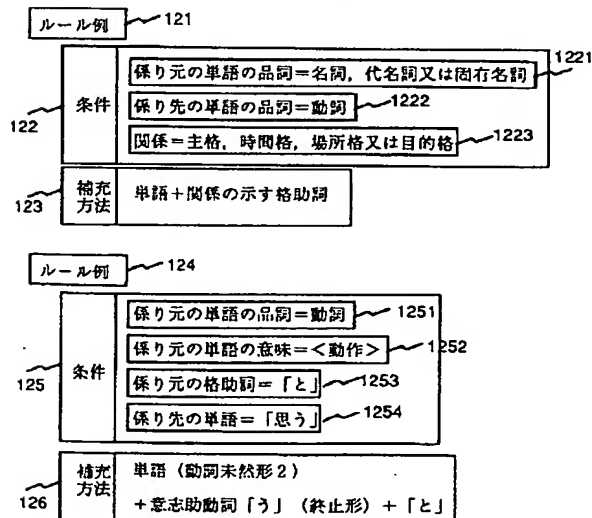 ルール例 121
係り元の単語の品詞=名詞,代名詞又は固有名詞 1221
122 条件 係り先の単語の品詞=動詞 1222
関係=主格,時間格,場所格又は目的格 1223
123 補充方法 単語+関係の示す格助詞
ルール例 124
係り元の単語の品詞=動詞 1251
係り元の単語の意味=<動作> 1252
125 条件 係り元の格助詞=「と」 1253
係り先の単語=「思う」 1254
126 補充方法 単語(動詞未然形2)
+意志助動詞「う」(終止形)+「と」